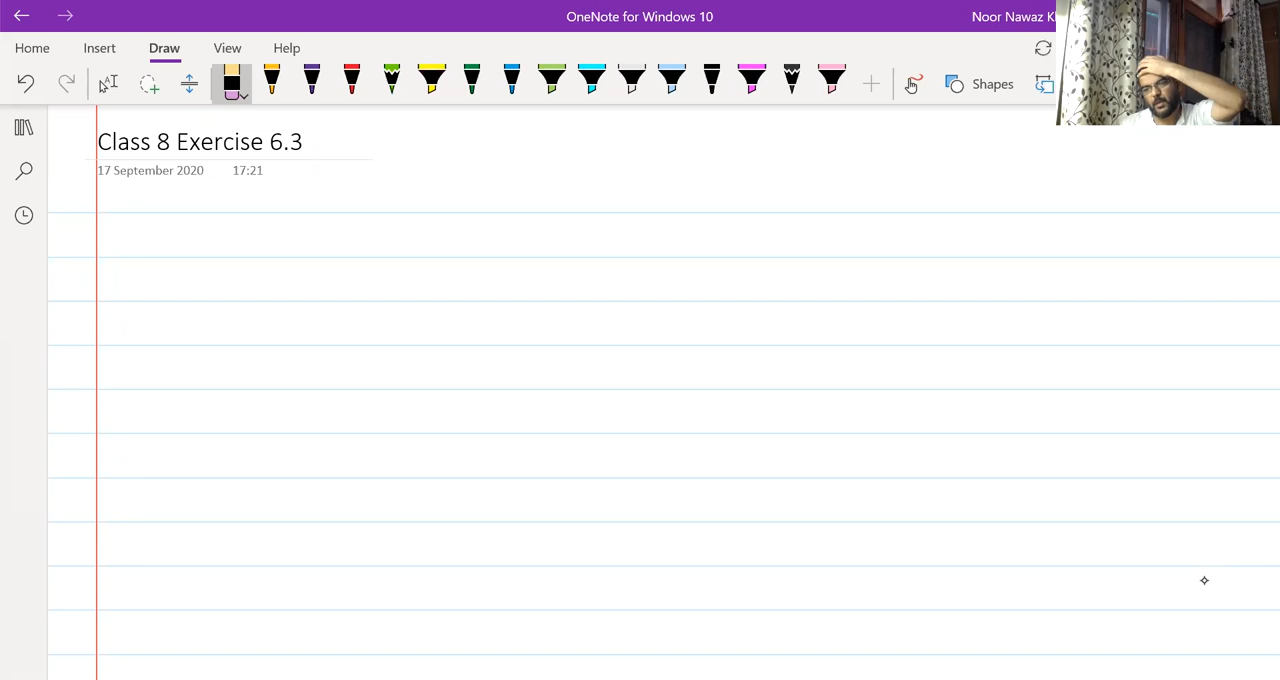 OneNote for Windows 10
Noor Nawaz
Home Insert Draw View Help
Shapes
Class 8 Exercise 6.3
17 September 2020 17:21